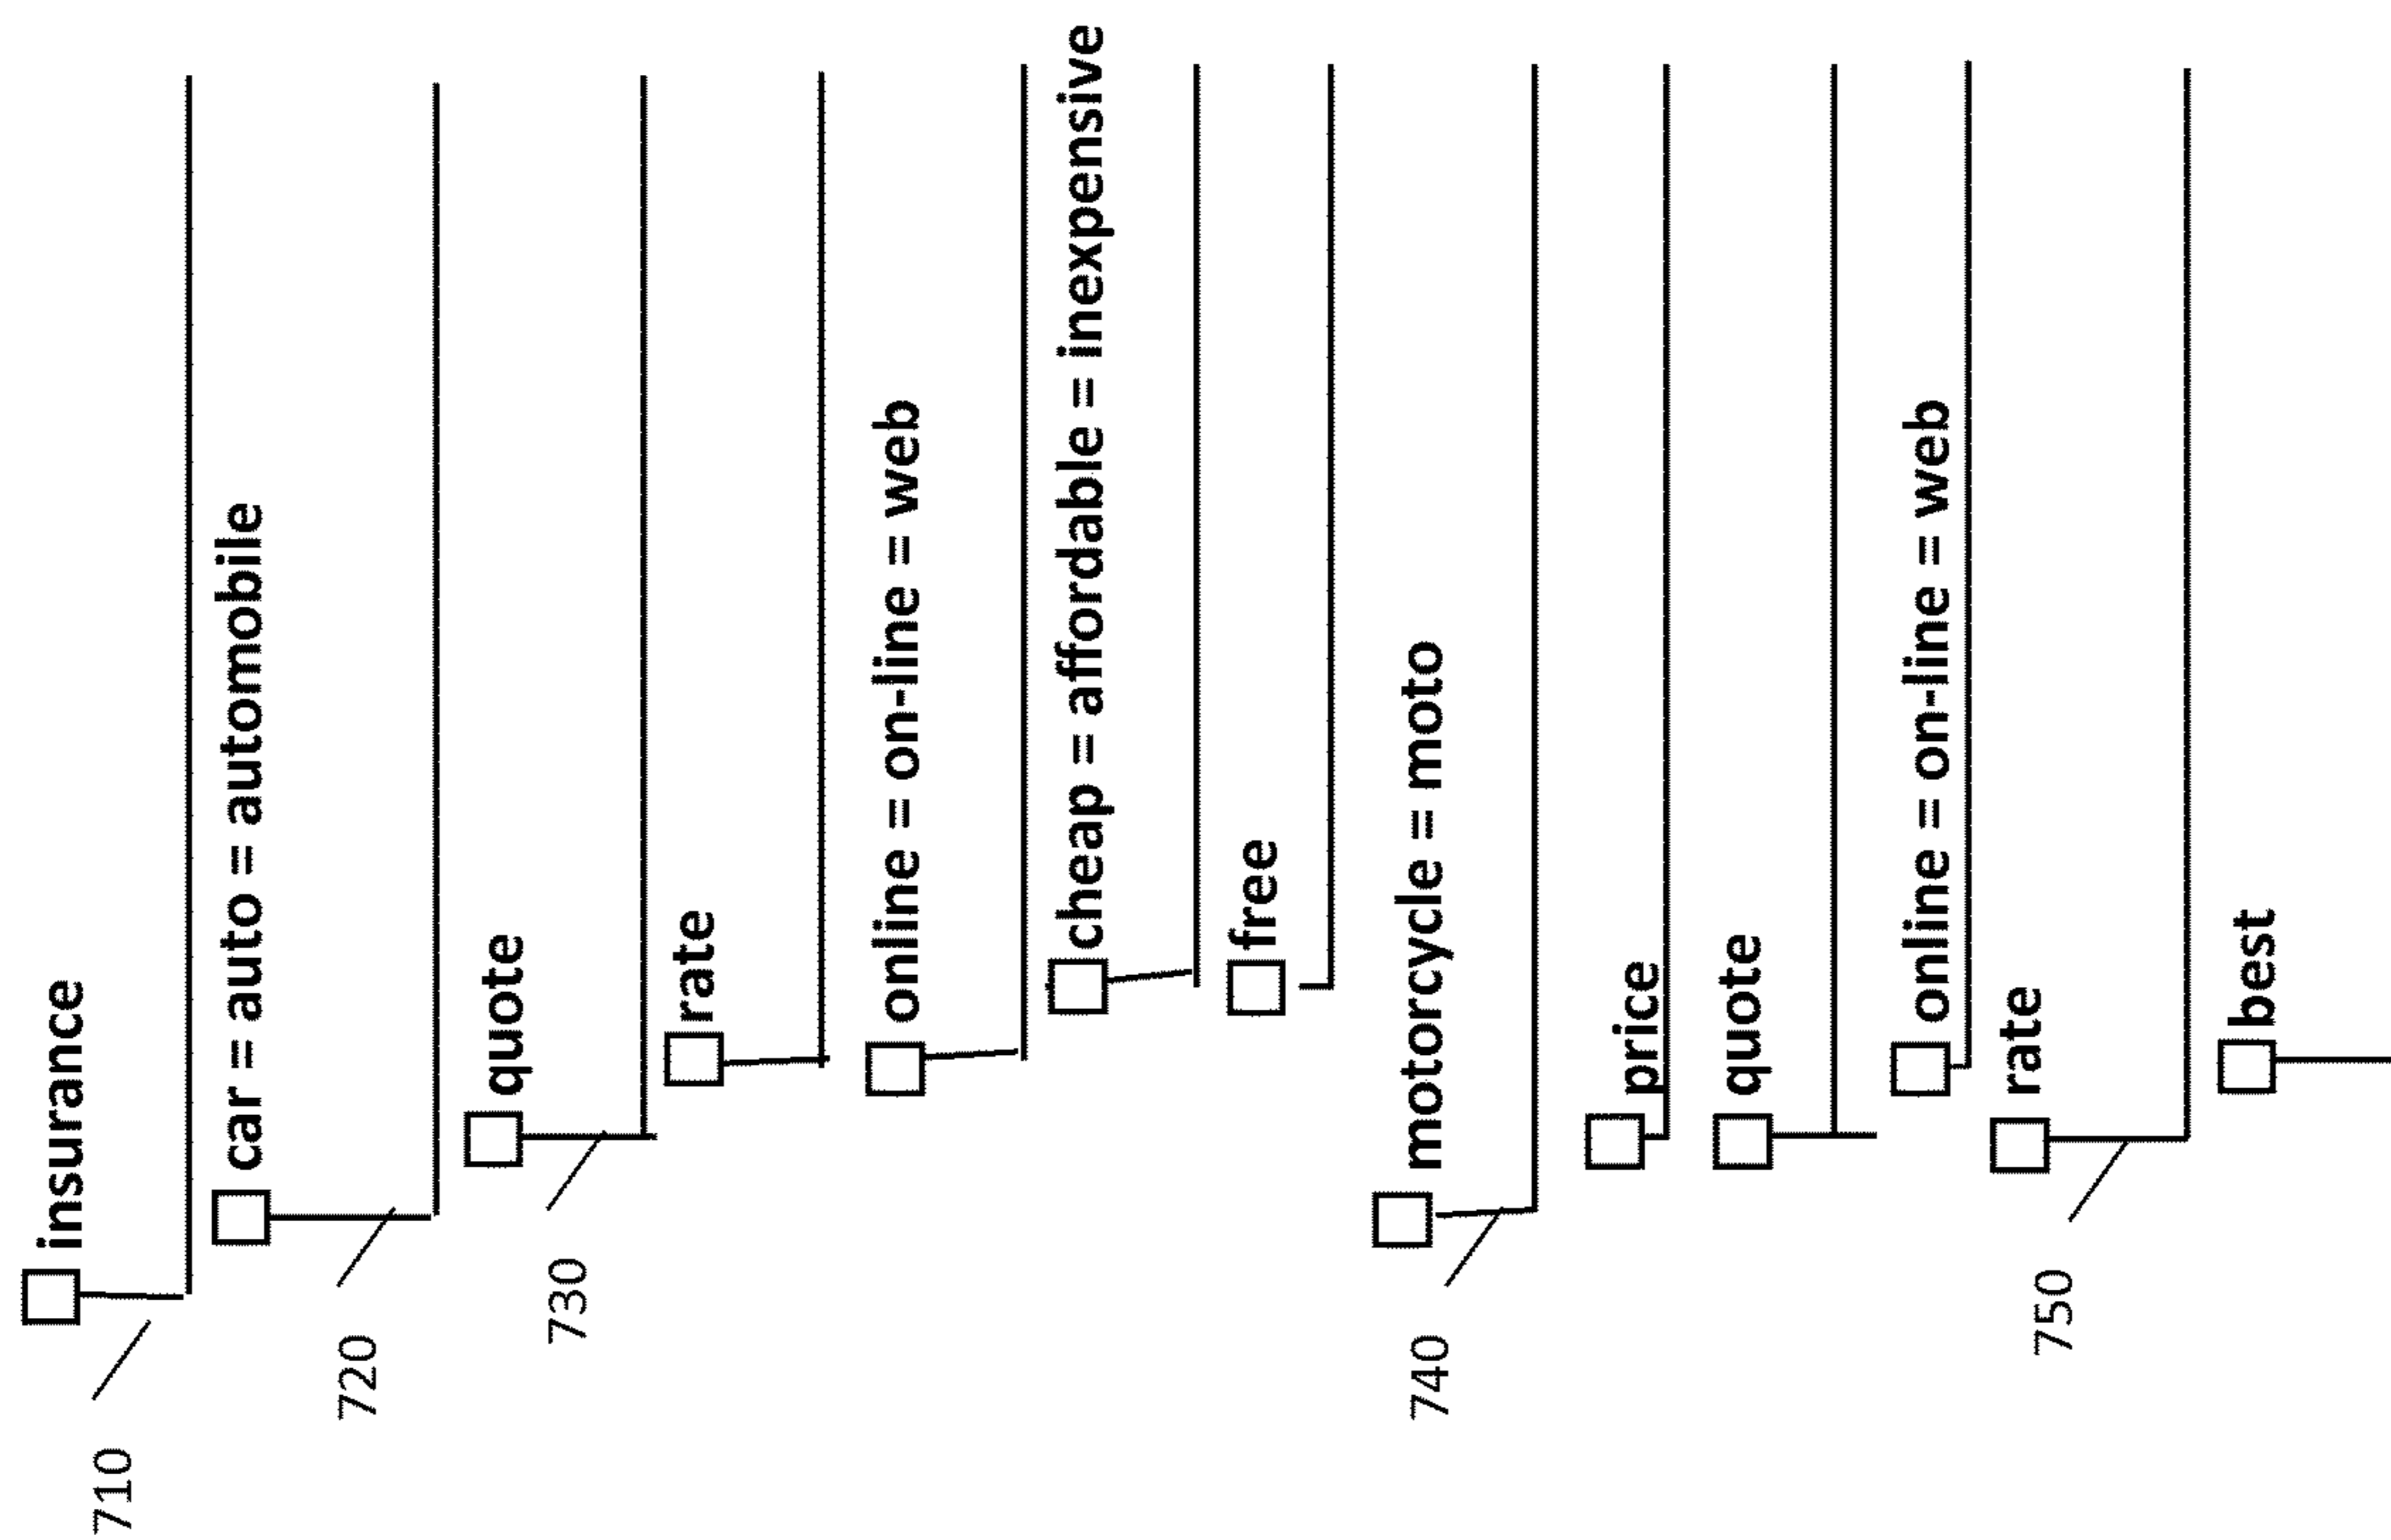 insurance
710
car = auto = automobile
720
quote
730
rate
online = on-line = web
cheap = affordable = inexpensive
free
motorcycle = moto
740
price
quote
online = on-line = web
rate
750
best